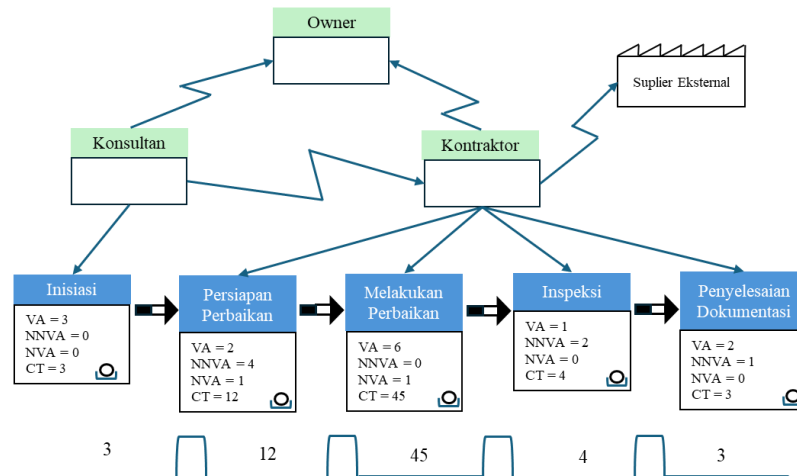 Owner
Suplier Eksternal
Konsultan
Kontraktor
Inisiasi
VA = 3
NNVA = 0
NVA = 0
CT = 3
Persiapan
Perbaikan
VA = 2
NNVA = 4
NVA = 1
CT = 12
Melakukan
Perbaikan
VA = 6
NNVA = 0
NVA = 1
CT = 45
Inspeksi
VA = 1
NNVA = 2
NVA = 0
CT = 4
Penyelesaian
Dokumentasi
VA = 2
NNVA = 1
NVA = 0
CT = 3
3
12
45
4
3